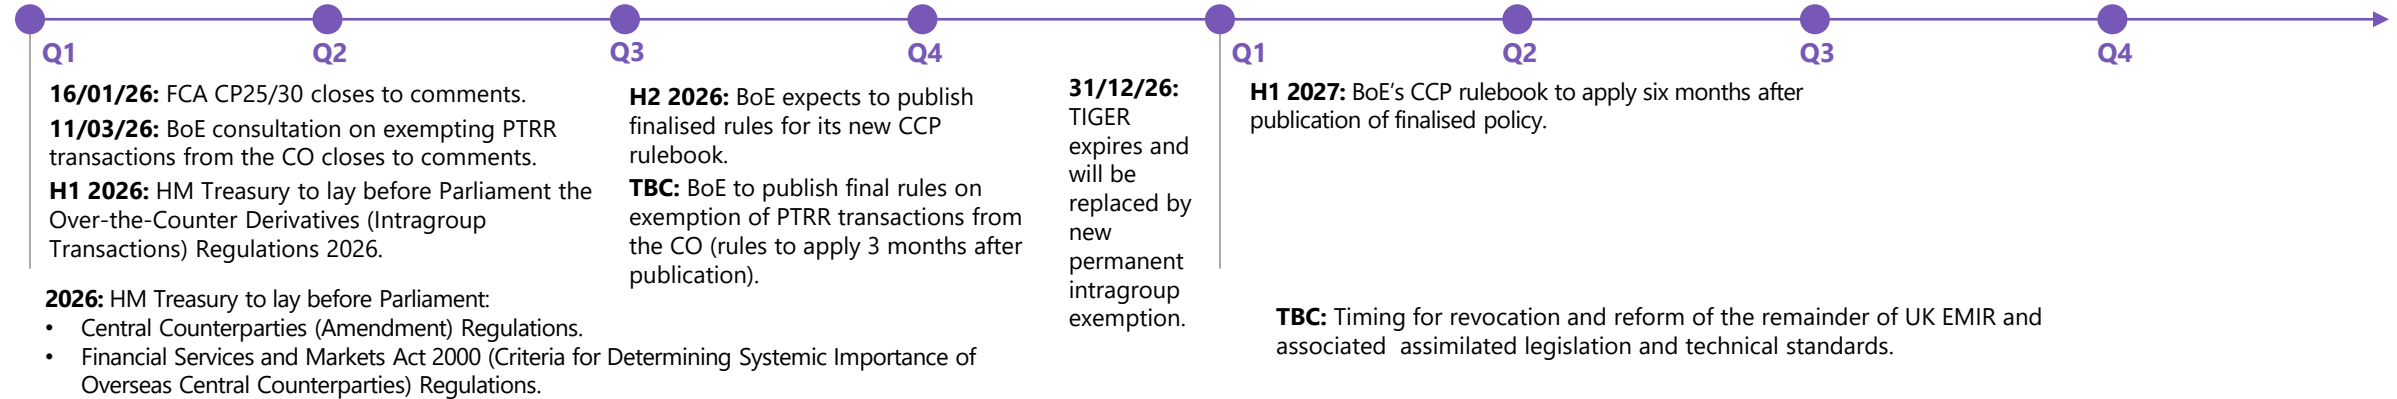 Q1
Q2
Q3
Q4
Q1
Q2
Q3
Q4
16/01/26: FCA CP25/30 closes to comments.
11/03/26: BoE consultation on exempting PTRR
transactions from the CO closes to comments.
H1 2026: HM Treasury to lay before Parliament the
Over-the-Counter Derivatives (Intragroup
Transactions) Regulations 2026.
2026: HM Treasury to lay before Parliament:
• Central Counterparties (Amendment) Regulations.
• Financial Services and Markets Act 2000 (Criteria for Determining Systemic Importance of
Overseas Central Counterparties) Regulations.
H2 2026: BoE expects to publish
finalised rules for its new CCP
rulebook.
TBC: BoE to publish final rules on
exemption of PTRR transactions from
the CO (rules to apply 3 months after
publication).
31/12/26:
TIGER
expires and
will be
replaced by
new
permanent
intragroup
exemption.
H1 2027: BoE’s CCP rulebook to apply six months after
publication of finalised policy.
TBC: Timing for revocation and reform of the remainder of UK EMIR and
associated  assimilated legislation and technical standards.